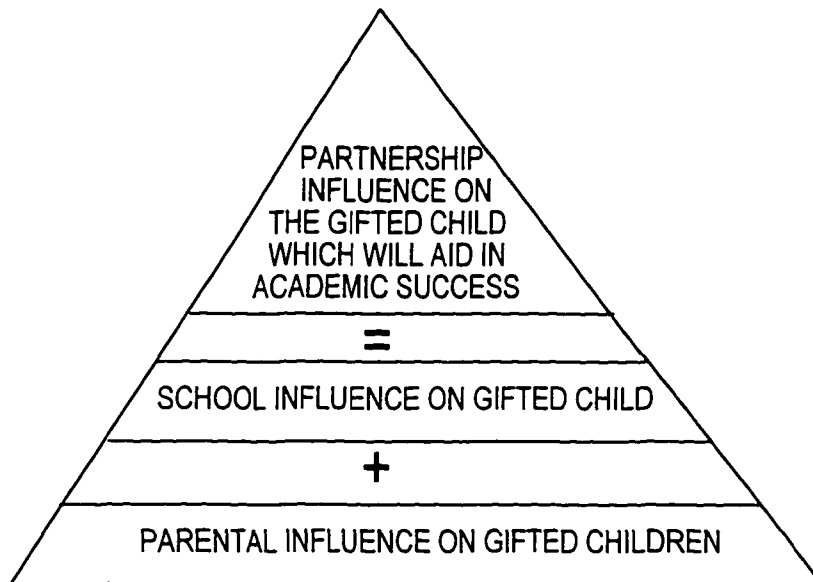 PARTNERSHIP
INFLUENCE ON
THE GIFTED CHILD
WHICH WILL AID IN
ACADEMIC SUCCESS
=
SCHOOL INFLUENCE ON GIFTED CHILD
+
PARENTAL INFLUENCE ON GIFTED CHILDREN